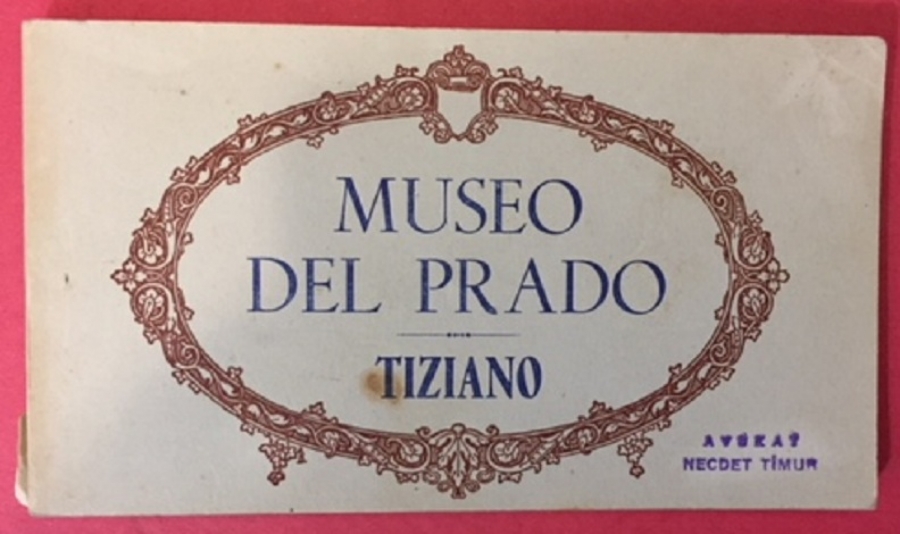 MUSEO
DEL PRADO
TIZIANO
AVUKAT
NECDET TİMUR